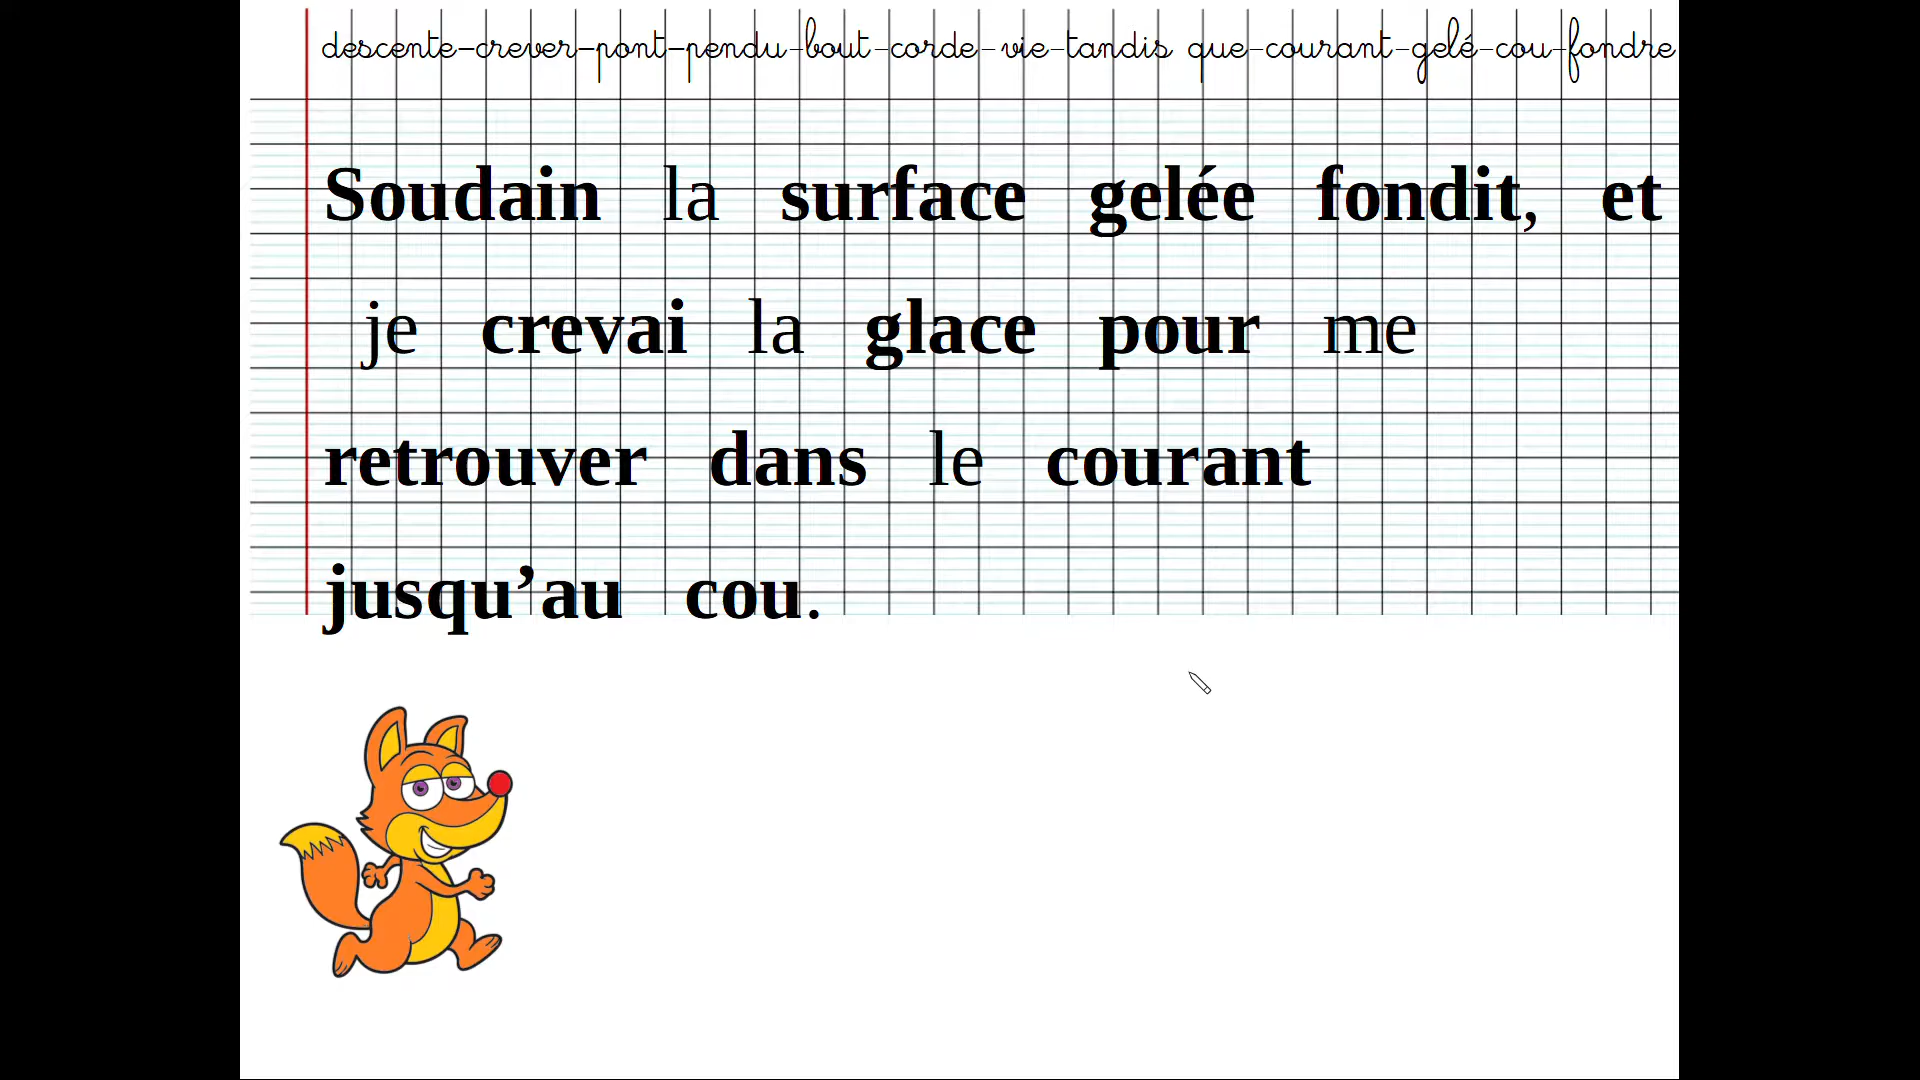 descente-crever-pont-pendu-bout-corde-vie-tandis que-courant-gelé-cou-fondre
Soudain la surface gelée fondit, et
je crevai la glace pour me
retrouver dans le courant
jusqu’au cou.